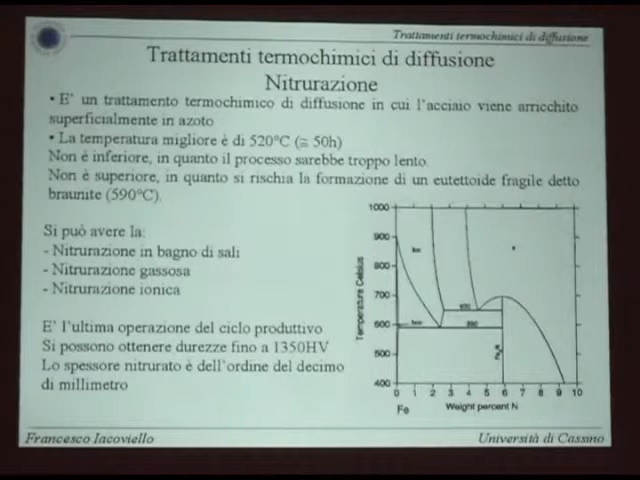 Trattamenti termochimici di diffusione
Trattamenti termochimici di diffusione
Nitrurazione
• E' un trattamento termochimico di diffusione in cui l'acciaio viene arricchito
superficialmente in azoto
• La temperatura migliore è di 520°C (≅ 50h)
Non è inferiore, in quanto il processo sarebbe troppo lento.
Non è superiore, in quanto si rischia la formazione di un eutettoide fragile detto
braunite (590°C).
Si può avere la:
- Nitrurazione in bagno di sali
- Nitrurazione gassosa
- Nitrurazione ionica
E' l'ultima operazione del ciclo produttivo
Si possono ottenere durezze fino a 1350HV
Lo spessore nitrurato è dell'ordine del decimo
di millimetro
1000
900
800
700
600
500
400
Temperature Celsius
650
590
0 1 2 3 4 5 6 7 8 9 10
Fe
Weight percent N
Francesco Iacoviello
Università di Cassino